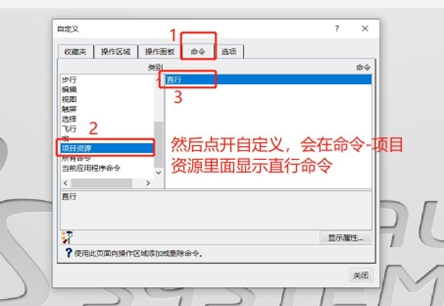 1
自定义
? ×
收藏夹 操作区域 操作面板 命令 选项
类别 命令
步行
编辑
视图
触屏
选择
飞行
项目资源
所有命令
当前应用程序命令
2
直行
3
然后点开自定义，会在命令-项目
资源里面显示直行命令
直行
显示属性...
? 使用此页面向操作区域添加或删除命令。
关闭